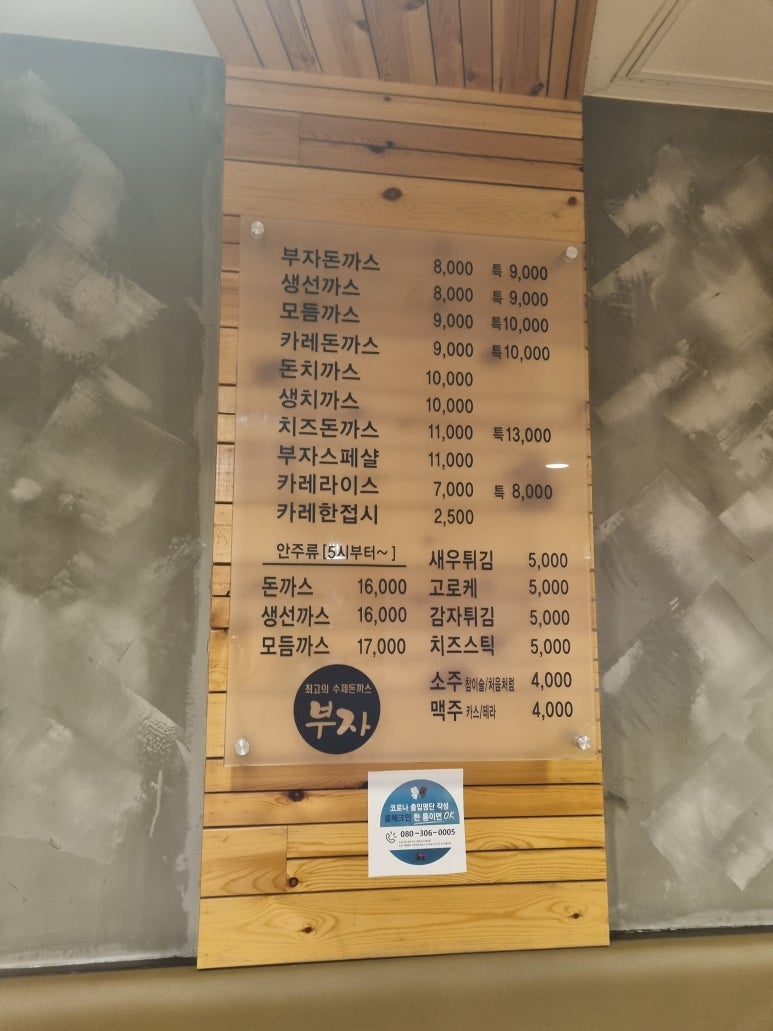 부자돈까스 8,000 특 9,000
생선까스 8,000 특 9,000
모듬까스 9,000 특10,000
카레돈까스 9,000 특10,000
돈치까스 10,000
생치까스 10,000
치즈돈까스 11,000 특13,000
부자스페샬 11,000
카레라이스 7,000 특 8,000
카레한접시 2,500
안주류 [5시부터~]
돈까스 16,000
생선까스 16,000
모듬까스 17,000
새우튀김 5,000
고로케 5,000
감자튀김 5,000
치즈스틱 5,000
소주 참이슬/처음처럼 4,000
맥주 카스/테라 4,000
최고의 수제돈까스
부자
코로나 출입명단 작성
콜체크인 한 통이면 OK
080-306-0005